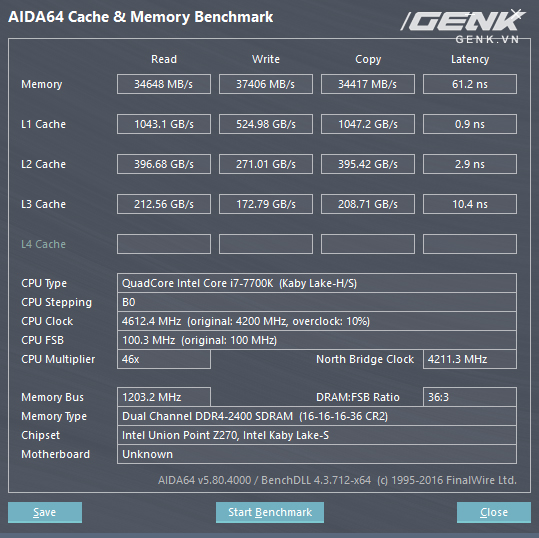 AIDA64 Cache & Memory Benchmark
GENK
GENK.VN
Read Write Copy Latency
Memory 34648 MB/s 37406 MB/s 34417 MB/s 61.2 ns
L1 Cache 1043.1 GB/s 524.98 GB/s 1047.2 GB/s 0.9 ns
L2 Cache 396.68 GB/s 271.01 GB/s 395.42 GB/s 2.9 ns
L3 Cache 212.56 GB/s 172.79 GB/s 208.71 GB/s 10.4 ns
L4 Cache
CPU Type QuadCore Intel Core i7-7700K (Kaby Lake-H/S)
CPU Stepping B0
CPU Clock 4612.4 MHz (original: 4200 MHz, overclock: 10%)
CPU FSB 100.3 MHz (original: 100 MHz)
CPU Multiplier 46x North Bridge Clock 4211.3 MHz
Memory Bus 1203.2 MHz DRAM:FSB Ratio 36:3
Memory Type Dual Channel DDR4-2400 SDRAM (16-16-16-36 CR2)
Chipset Intel Union Point Z270, Intel Kaby Lake-S
Motherboard Unknown
AIDA64 v5.80.4000 / BenchDLL 4.3.712-x64 (c) 1995-2016 FinalWire Ltd.
Save Start Benchmark Close